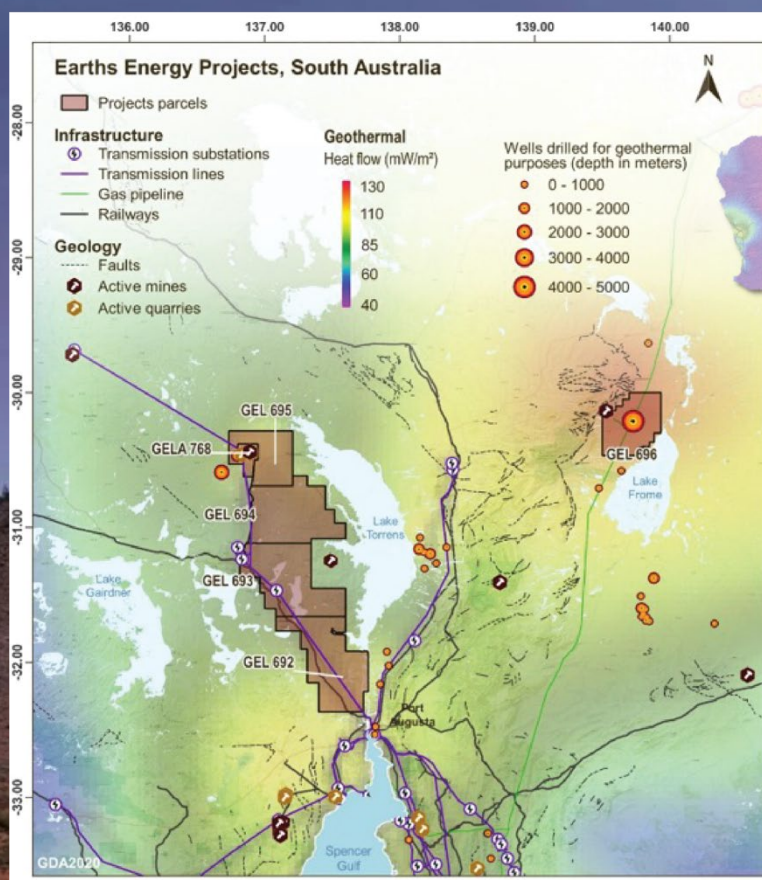 136.00
137.00
138.00
139.00
140.00
Earths Energy Projects, South Australia
N
Projects parcels
Infrastructure
Transmission substations
Transmission lines
Gas pipeline
Railways
Geology
Faults
Active mines
Active quarries
Geothermal
Heat flow (mW/m²)
130
110
85
60
40
Wells drilled for geothermal
purposes (depth in meters)
0 - 1000
1000 - 2000
2000 - 3000
3000 - 4000
4000 - 5000
-28.00
-29.00
-30.00
-31.00
-32.00
-33.00
GEL 695
GELA 768
GEL 696
Lake
Frome
GEL 694
Lake
Torrens
GEL 693
Lake
Gairdner
GEL 692
Port
Augusta
Spencer
Gulf
GDA2020